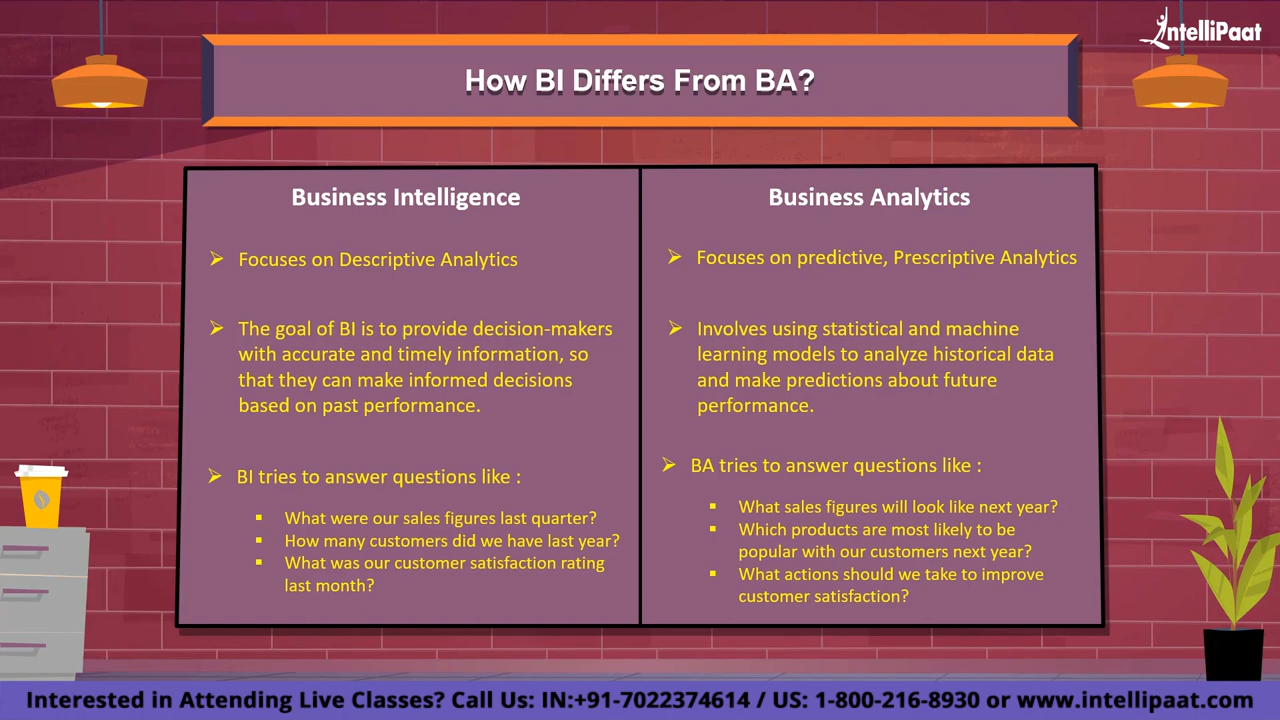 IntelliPaat
How BI Differs From BA?
Business Intelligence
Focuses on Descriptive Analytics
The goal of BI is to provide decision-makers
with accurate and timely information, so
that they can make informed decisions
based on past performance.
BI tries to answer questions like :
What were our sales figures last quarter?
How many customers did we have last year?
What was our customer satisfaction rating
last month?
Business Analytics
Focuses on predictive, Prescriptive Analytics
Involves using statistical and machine
learning models to analyze historical data
and make predictions about future
performance.
BA tries to answer questions like :
What sales figures will look like next year?
Which products are most likely to be
popular with our customers next year?
What actions should we take to improve
customer satisfaction?
Interested in Attending Live Classes? Call Us: IN:+91-7022374614 / US: 1-800-216-8930 or www.intellipaat.com